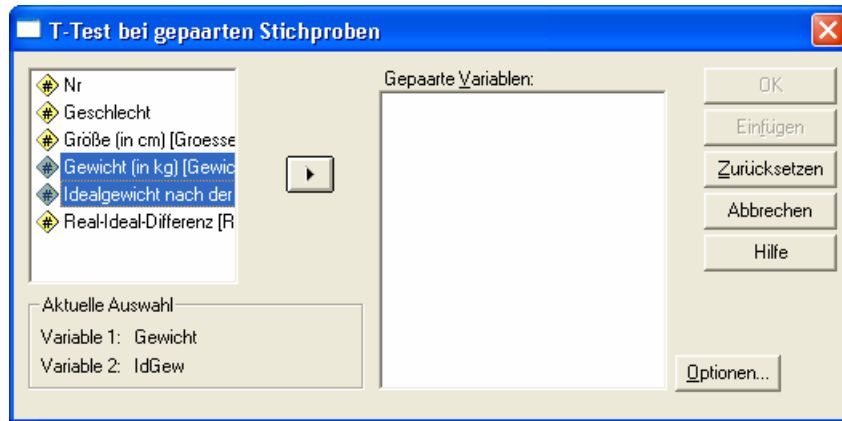 T-Test bei gepaarten Stichproben
Nr
Geschlecht
Größe (in cm) [Groesse
Gewicht (in kg) [Gewic
Idealgewicht nach der
Real-Ideal-Differenz [R
Aktuelle Auswahl
Variable 1: Gewicht
Variable 2: IdGew
Gepaarte Variablen:
OK
Einfügen
Zurücksetzen
Abbrechen
Hilfe
Optionen...